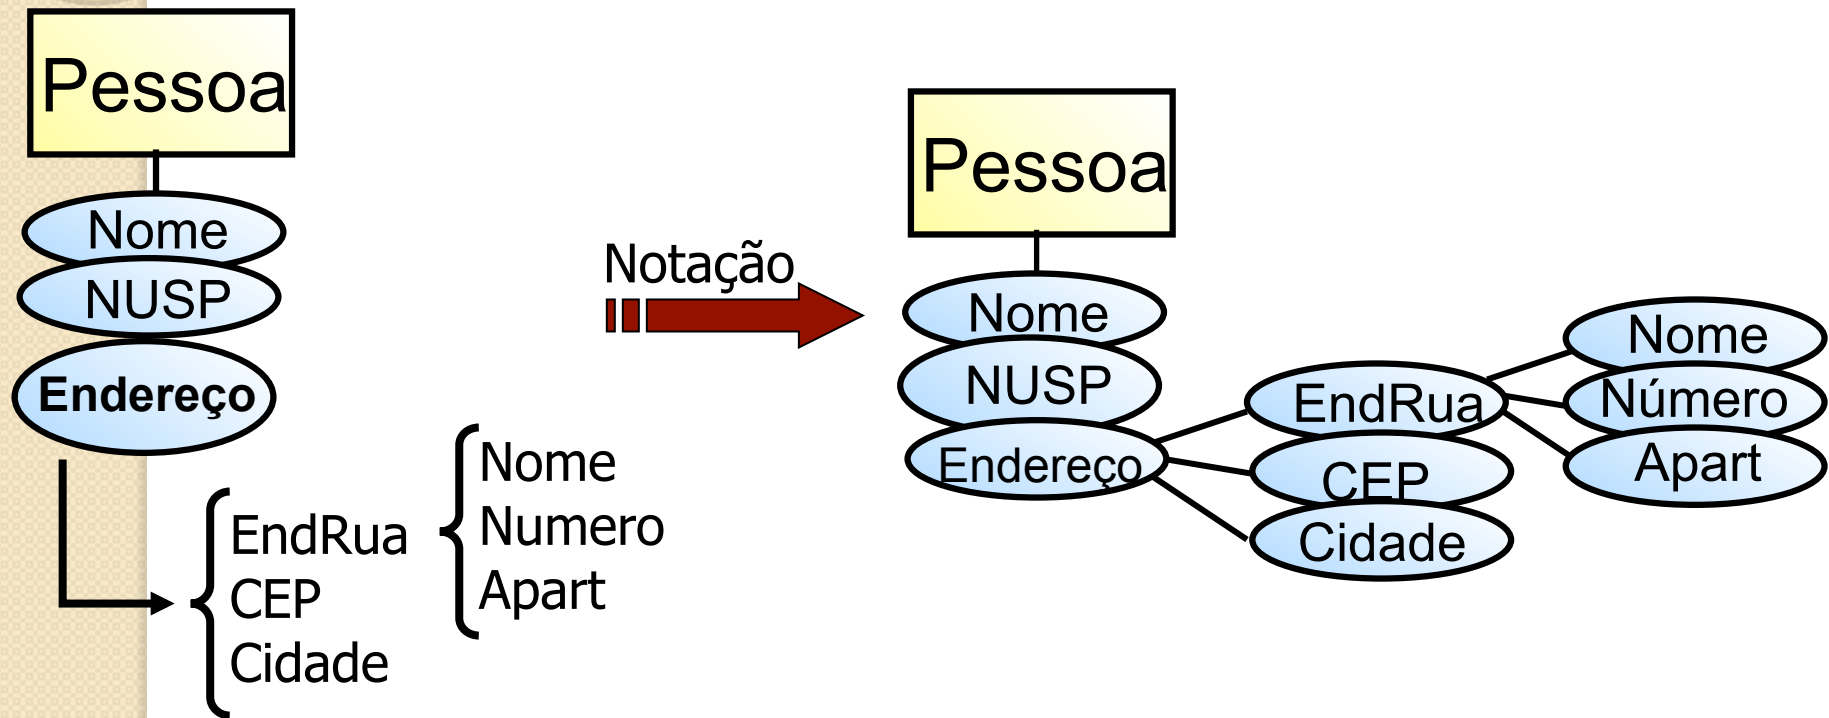 Pessoa
Nome
NUSP
Endereço
EndRua
CEP
Cidade
Nome
Numero
Apart
Notação
Pessoa
Nome
NUSP
Endereço
EndRua
CEP
Cidade
Nome
Número
Apart